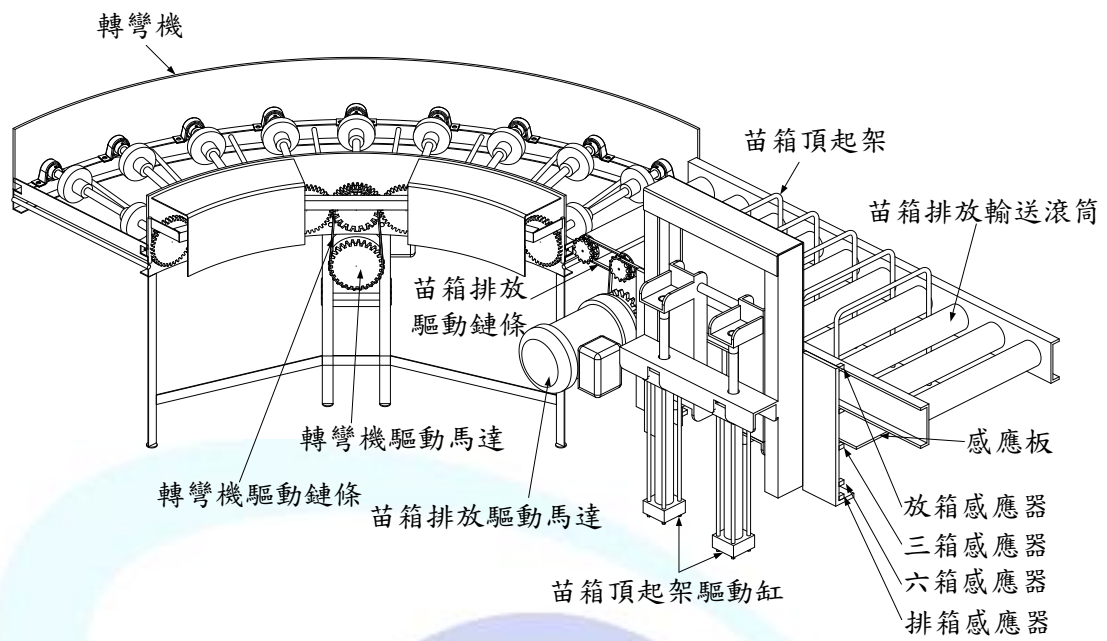 轉彎機
苗箱頂起架
苗箱排放輸送滾筒
苗箱排放
驅動鏈條
轉彎機驅動馬達
感應板
轉彎機驅動鏈條
苗箱排放驅動馬達
放箱感應器
三箱感應器
苗箱頂起架驅動缸
六箱感應器
排箱感應器